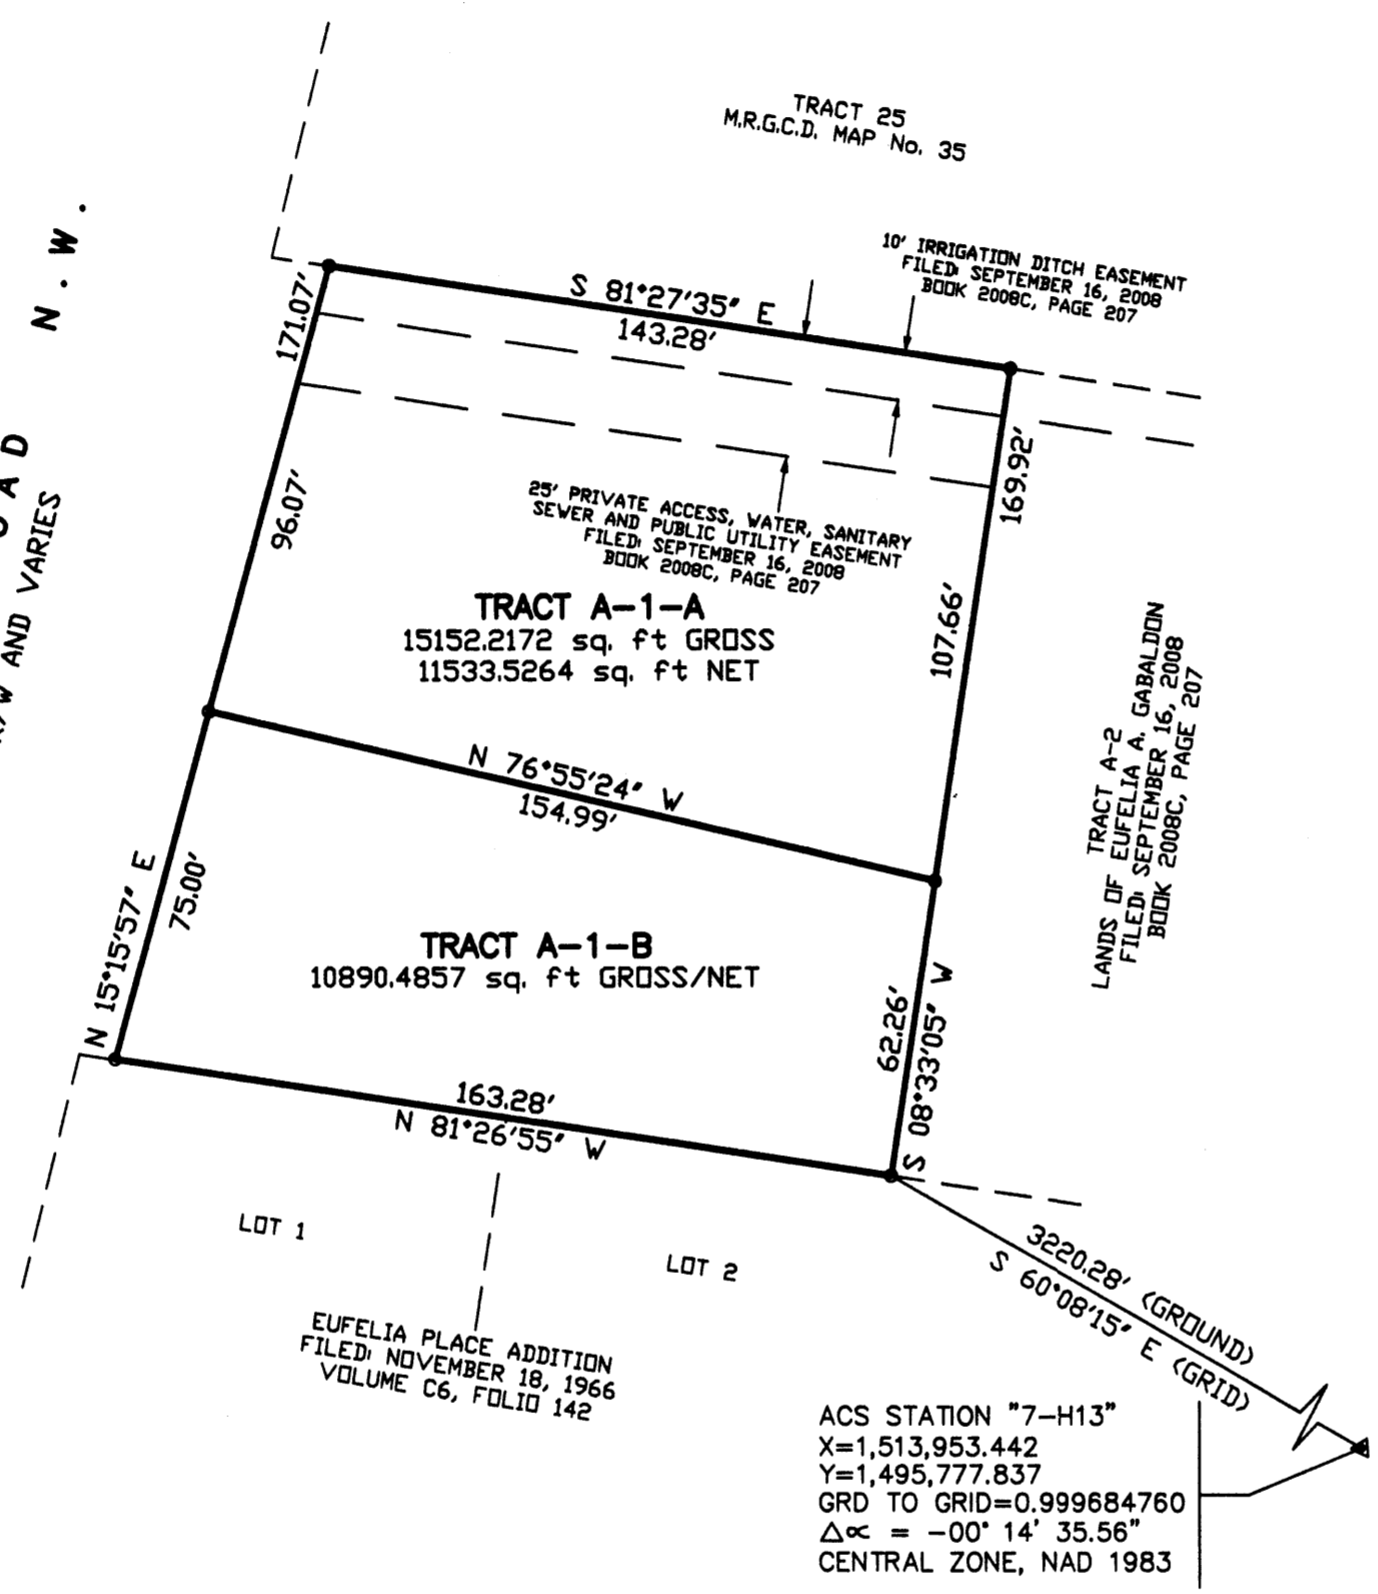 TRACT 25
M.R.G.C.D. MAP No. 35
N.W.
10' IRRIGATION DITCH EASEMENT
FILED: SEPTEMBER 16, 2008
BOOK 2008C, PAGE 207
S 81°27'35" E
143.28'
171.07'
169.92'
96.07'
AND VARIES
25' PRIVATE ACCESS, WATER, SANITARY
SEWER AND PUBLIC UTILITY EASEMENT
FILED: SEPTEMBER 16, 2008
BOOK 2008C, PAGE 207
TRACT A-1-A
15152.2172 sq. ft GROSS
11533.5264 sq. ft NET
107.66'
TRACT A-2
LANDS OF EUFELIA A. GABALDON
FILED: SEPTEMBER 16, 2008
BOOK 2008C, PAGE 207
N 76°55'24" W
154.99'
N 15°15'57" E
75.00'
TRACT A-1-B
10890.4857 sq. ft GROSS/NET
62.26'
S 08°33'05" W
163.28'
N 81°26'55" W
LOT 1
LOT 2
EUFELIA PLACE ADDITION
FILED: NOVEMBER 18, 1966
VOLUME C6, FOLIO 142
3220.28' (GROUND)
S 60°08'15" E (GRID)
ACS STATION "7-H13"
X=1,513,953.442
Y=1,495,777.837
GRD TO GRID=0.999684760
Δ∝ = -00° 14' 35.56"
CENTRAL ZONE, NAD 1983